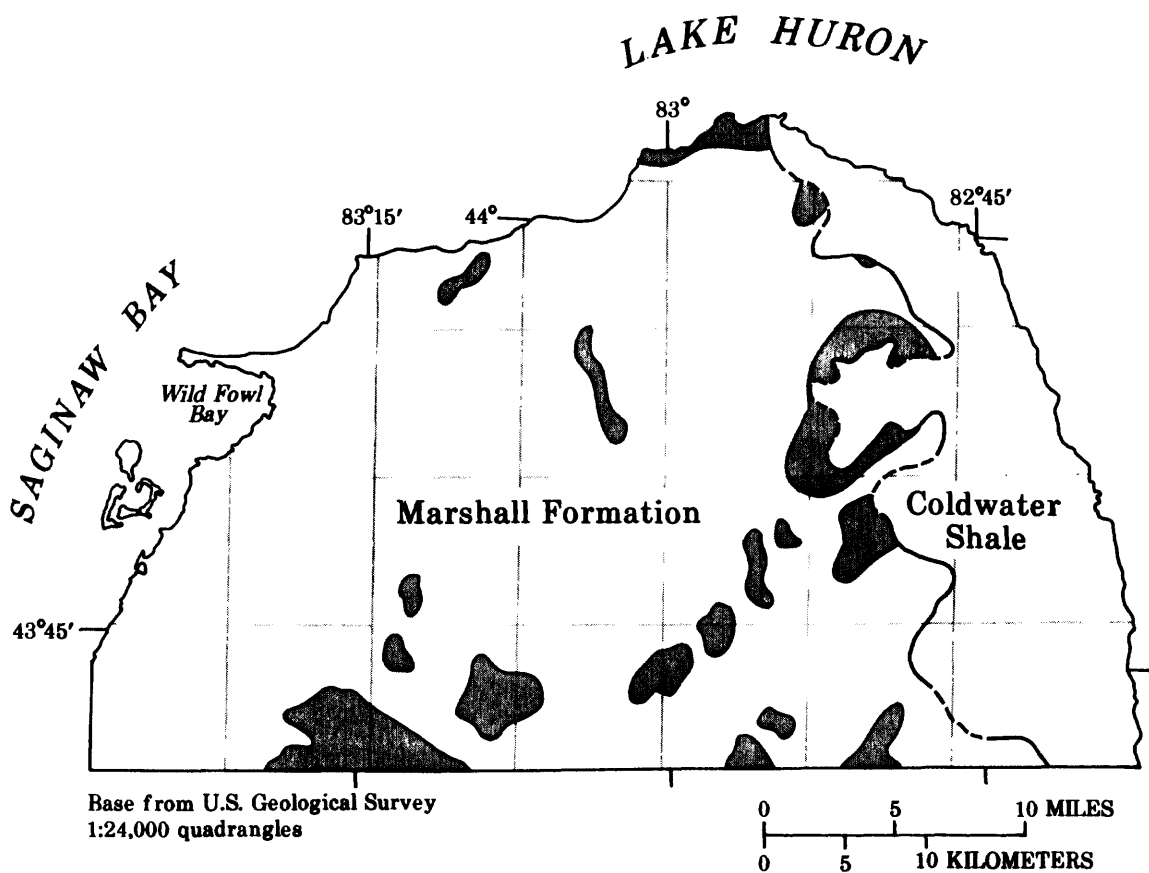 LAKE HURON
83°
83°15'
44°
82°45'
SAGINAW BAY
Wild Fowl
Bay
Marshall Formation
Coldwater
Shale
43°45'
Base from U.S. Geological Survey
1:24,000 quadrangles
0 5 10 MILES
0 5 10 KILOMETERS